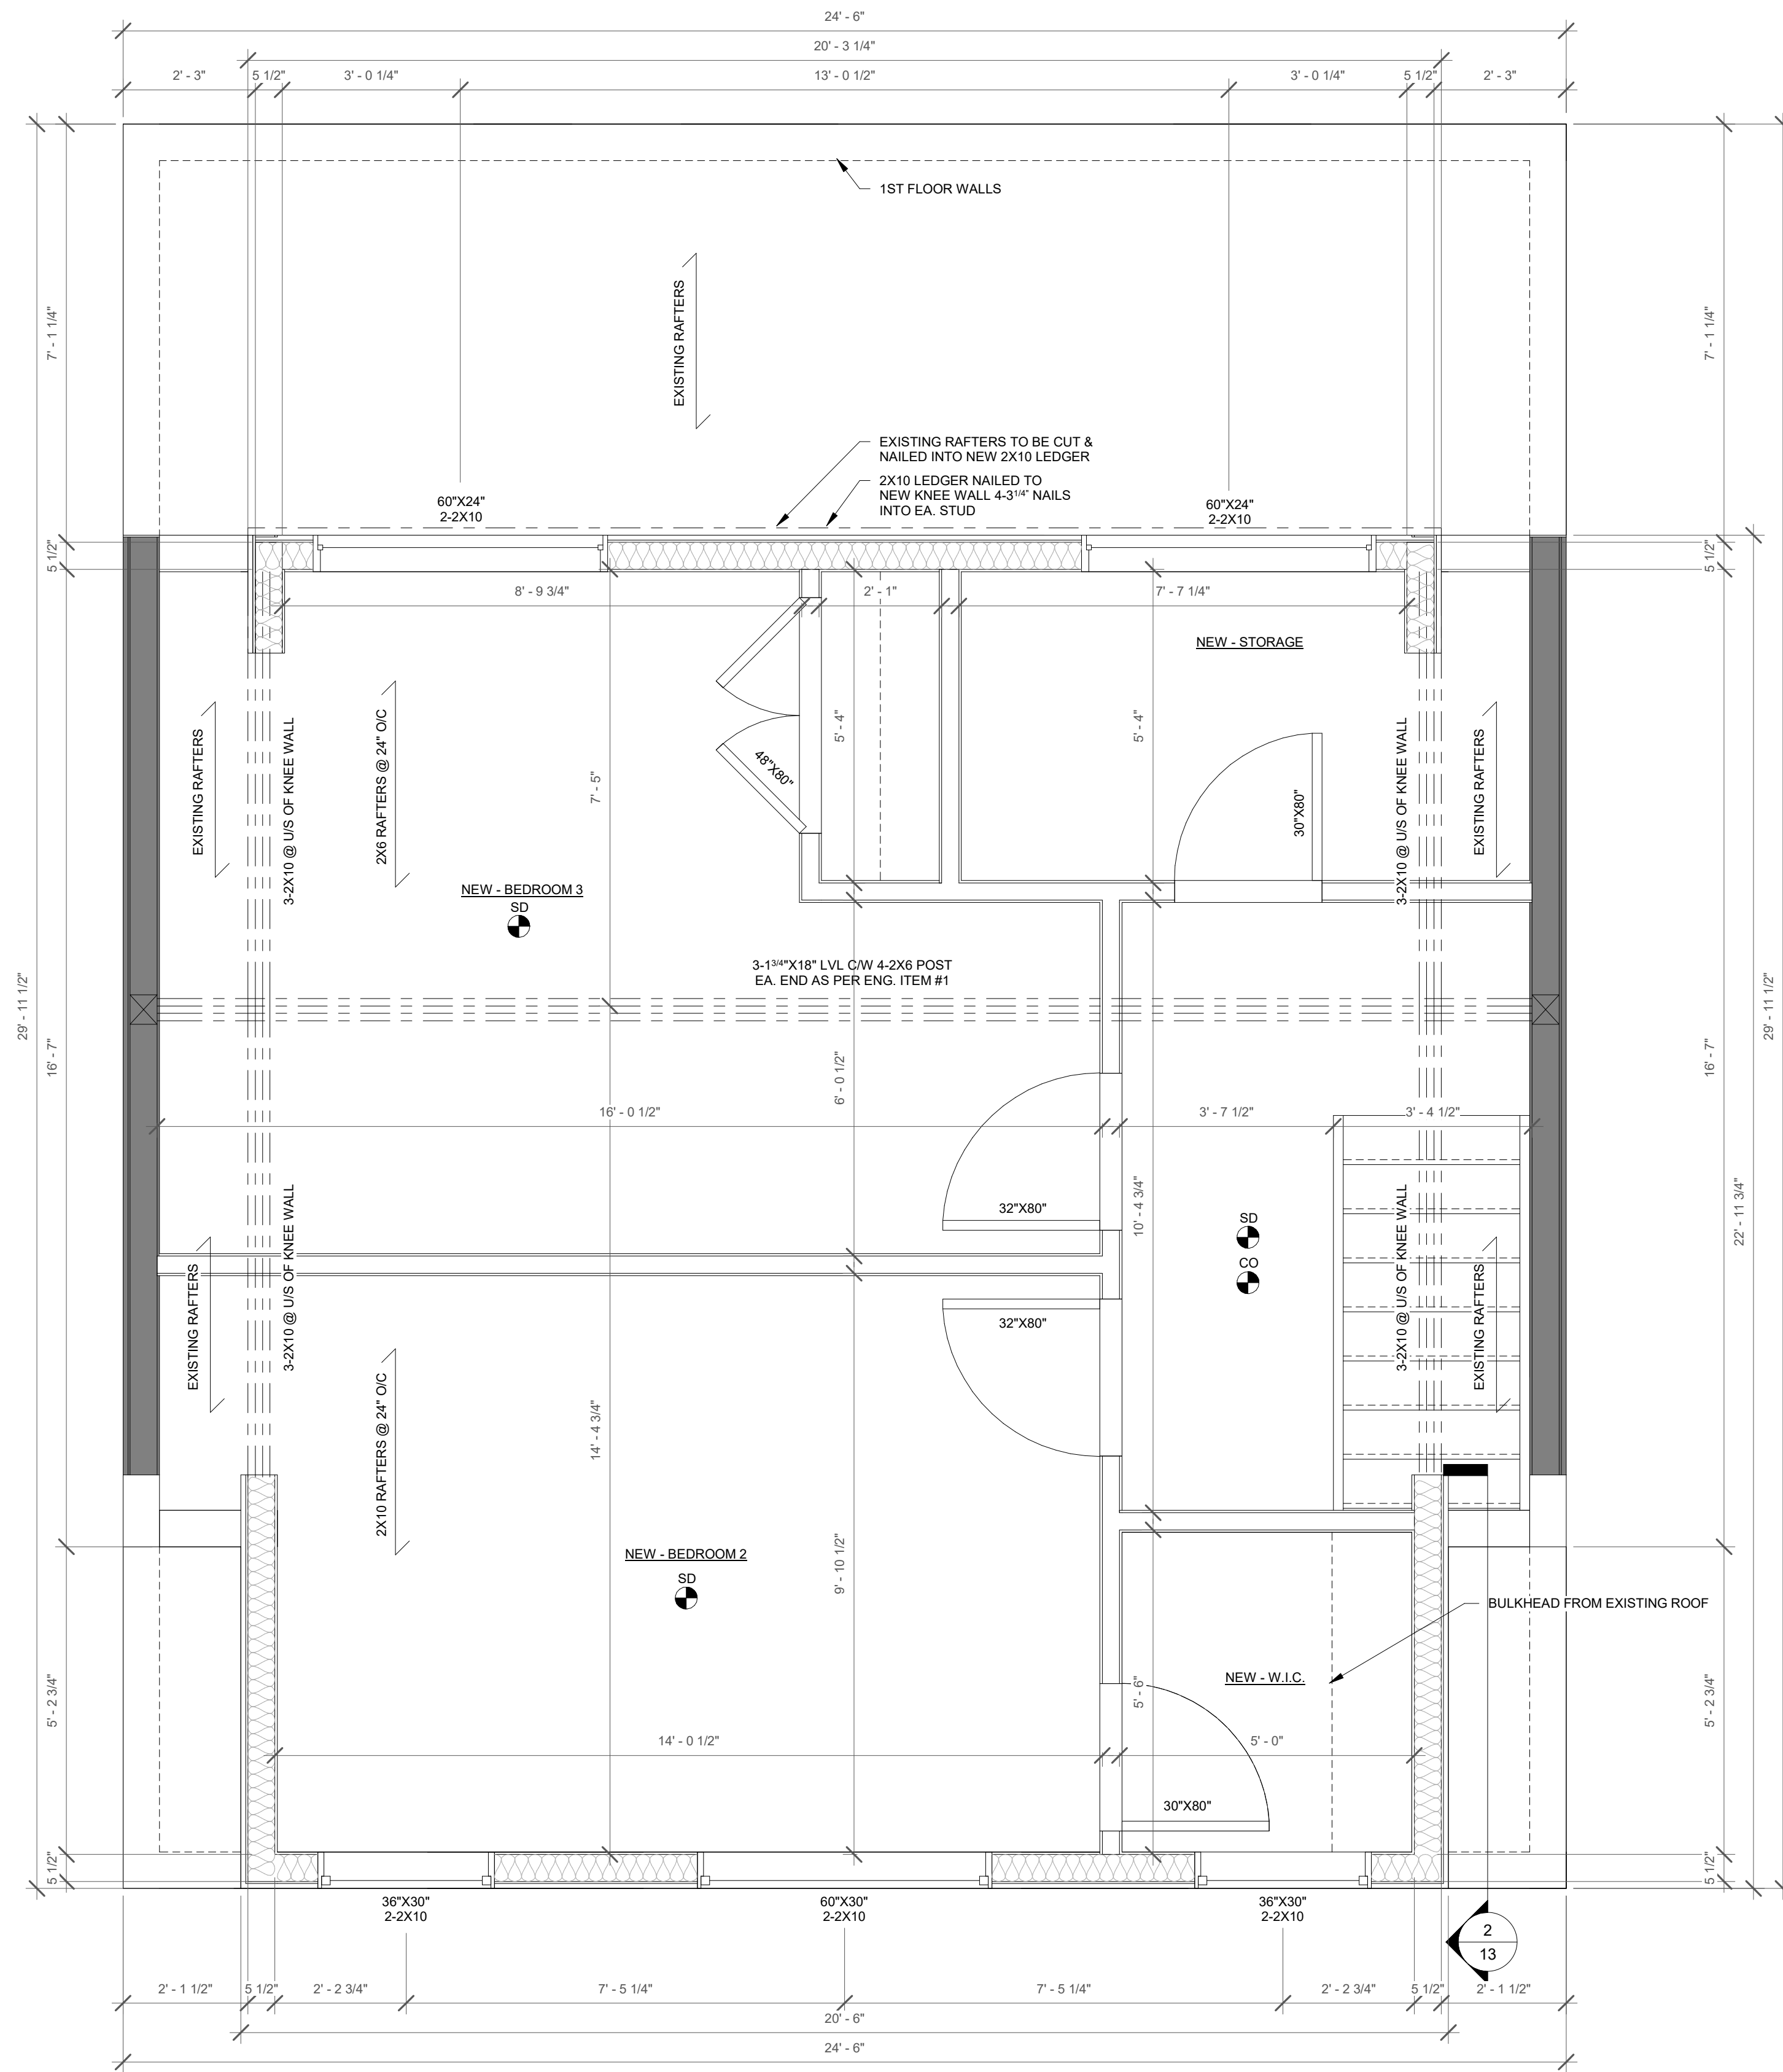 24' - 6"
20' - 3 1/4"
2' - 3"
5 1/2"
3' - 0 1/4"
13' - 0 1/2"
3' - 0 1/4"
5 1/2"
2' - 3"
1ST FLOOR WALLS
7' - 1 1/4"
EXISTING RAFTERS
7' - 1 1/4"
EXISTING RAFTERS TO BE CUT &
NAILED INTO NEW 2X10 LEDGER
2X10 LEDGER NAILED TO
NEW KNEE WALL 4-3 1/4" NAILS
INTO EA. STUD
60"X24"
2-2X10
60"X24"
2-2X10
5 1/2"
5 1/2"
8' - 9 3/4"
2' - 1"
7' - 7 1/4"
NEW - STORAGE
EXISTING RAFTERS
3-2X10 @ U/S OF KNEE WALL
2X6 RAFTERS @ 24" O/C
7' - 5"
48"X80"
5' - 4"
5' - 4"
30"X80"
3-2X10 @ U/S OF KNEE WALL
EXISTING RAFTERS
NEW - BEDROOM 3
SD
3-1 3/4"X18" LVL C/W 4-2X6 POST
EA. END AS PER ENG. ITEM #1
29' - 11 1/2"
16' - 7"
6' - 0 1/2"
16' - 7"
29' - 11 1/2"
16' - 0 1/2"
3' - 7 1/2"
3' - 4 1/2"
32"X80"
10' - 4 3/4"
SD
CO
22' - 11 3/4"
EXISTING RAFTERS
3-2X10 @ U/S OF KNEE WALL
3-2X10 @ U/S OF KNEE WALL
EXISTING RAFTERS
32"X80"
2X10 RAFTERS @ 24" O/C
14' - 4 3/4"
NEW - BEDROOM 2
SD
9' - 10 1/2"
BULKHEAD FROM EXISTING ROOF
NEW - W.I.C.
5' - 2 3/4"
5' - 6"
5' - 2 3/4"
14' - 0 1/2"
5' - 0"
30"X80"
5 1/2"
5 1/2"
36"X30"
2-2X10
60"X30"
2-2X10
36"X30"
2-2X10
2
13
2' - 1 1/2"
5 1/2"
2' - 2 3/4"
7' - 5 1/4"
7' - 5 1/4"
2' - 2 3/4"
5 1/2"
2' - 1 1/2"
20' - 6"
24' - 6"